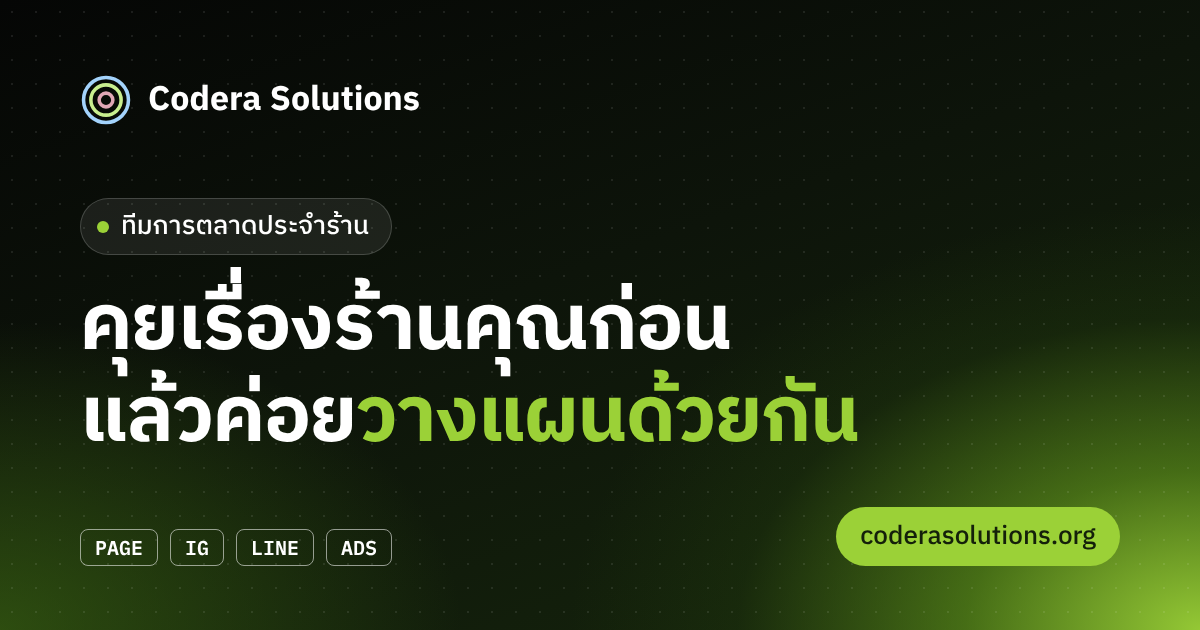 Codera Solutions
ทีมการตลาดประจำร้าน
คุยเรื่องร้านคุณก่อน
แล้วค่อยวางแผนด้วยกัน
PAGE IG LINE ADS
coderasolutions.org